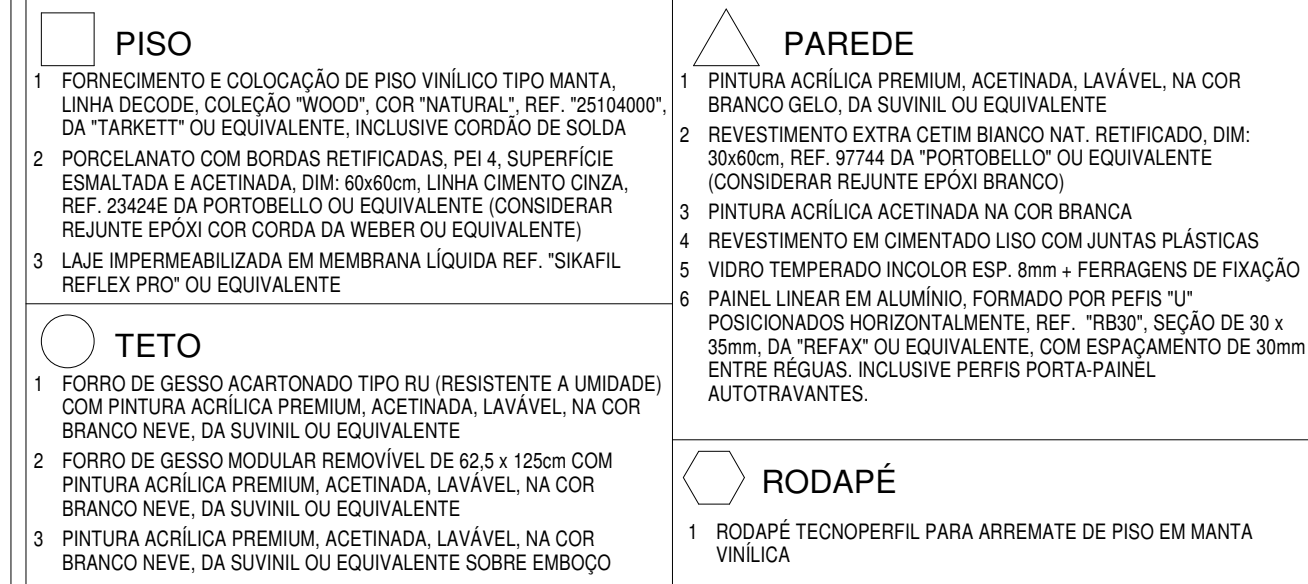 PISO
1 FORNECIMENTO E COLOCAÇÃO DE PISO VINÍLICO TIPO MANTA,
LINHA DECODE, COLEÇÃO "WOOD", COR "NATURAL", REF. "25104000",
DA "TARKETT" OU EQUIVALENTE, INCLUSIVE CORDÃO DE SOLDA
2 PORCELANATO COM BORDAS RETIFICADAS, PEI 4, SUPERFÍCIE
ESMALTADA E ACETINADA, DIM: 60x60cm, LINHA CIMENTO CINZA,
REF. 23424E DA PORTOBELLO OU EQUIVALENTE (CONSIDERAR
REJUNTE EPÓXI COR CORDA DA WEBER OU EQUIVALENTE)
3 LAJE IMPERMEABILIZADA EM MEMBRANA LÍQUIDA REF. "SIKAFIL
REFLEX PRO" OU EQUIVALENTE
TETO
1 FORRO DE GESSO ACARTONADO TIPO RU (RESISTENTE A UMIDADE)
COM PINTURA ACRÍLICA PREMIUM, ACETINADA, LAVÁVEL, NA COR
BRANCO NEVE, DA SUVINIL OU EQUIVALENTE
2 FORRO DE GESSO MODULAR REMOVÍVEL DE 62,5 x 125cm COM
PINTURA ACRÍLICA PREMIUM, ACETINADA, LAVÁVEL, NA COR
BRANCO NEVE, DA SUVINIL OU EQUIVALENTE
3 PINTURA ACRÍLICA PREMIUM, ACETINADA, LAVÁVEL, NA COR
BRANCO NEVE, DA SUVINIL OU EQUIVALENTE SOBRE EMBOÇO
PAREDE
1 PINTURA ACRÍLICA PREMIUM, ACETINADA, LAVÁVEL, NA COR
BRANCO GELO, DA SUVINIL OU EQUIVALENTE
2 REVESTIMENTO EXTRA CETIM BIANCO NAT. RETIFICADO, DIM:
30x60cm, REF. 97744 DA "PORTOBELLO" OU EQUIVALENTE
(CONSIDERAR REJUNTE EPÓXI BRANCO)
3 PINTURA ACRÍLICA ACETINADA NA COR BRANCA
4 REVESTIMENTO EM CIMENTADO LISO COM JUNTAS PLÁSTICAS
5 VIDRO TEMPERADO INCOLOR ESP. 8mm + FERRAGENS DE FIXAÇÃO
6 PAINEL LINEAR EM ALUMÍNIO, FORMADO POR PEFIS "U"
POSICIONADOS HORIZONTALMENTE, REF. "RB30", SEÇÃO DE 30 x
35mm, DA "REFAX" OU EQUIVALENTE, COM ESPAÇAMENTO DE 30mm
ENTRE RÉGUAS. INCLUSIVE PERFIS PORTA-PAINEL
AUTOTRAVANTES.
RODAPÉ
1 RODAPÉ TECNOPERFIL PARA ARREMATE DE PISO EM MANTA
VINÍLICA